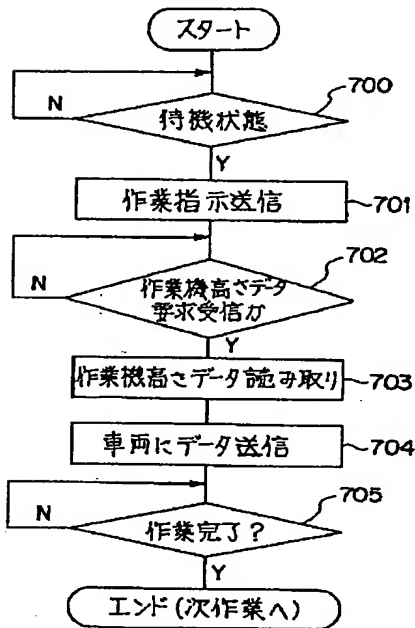 スタート
700
N
待機状態
Y
作業指示送信
701
702
N
作業機高さデータ
要求受信か
Y
作業機高さデータ読み取り
703
車両にデータ送信
704
705
N
作業完了?
Y
エンド(次作業へ)